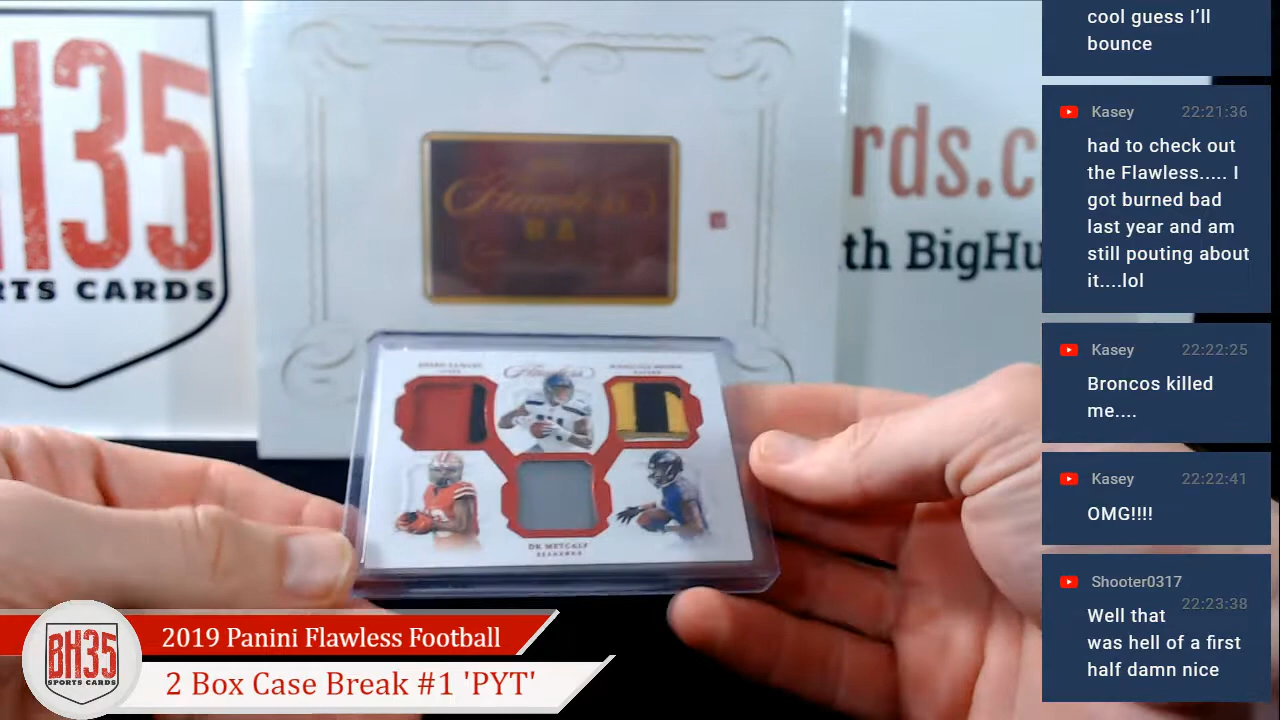 H35
RTS CARDS
Flawless
rds.c
th BigHu
Flawless
DK METCALF
SEAHAWKS
cool guess I'll
bounce
Kasey 22:21:36
had to check out
the Flawless..... I
got burned bad
last year and am
still pouting about
it....lol
Kasey 22:22:25
Broncos killed
me....
Kasey 22:22:41
OMG!!!!
Shooter0317
22:23:38
Well that
was hell of a first
half damn nice
BH35
SPORTS CARDS
2019 Panini Flawless Football
2 Box Case Break #1 'PYT'